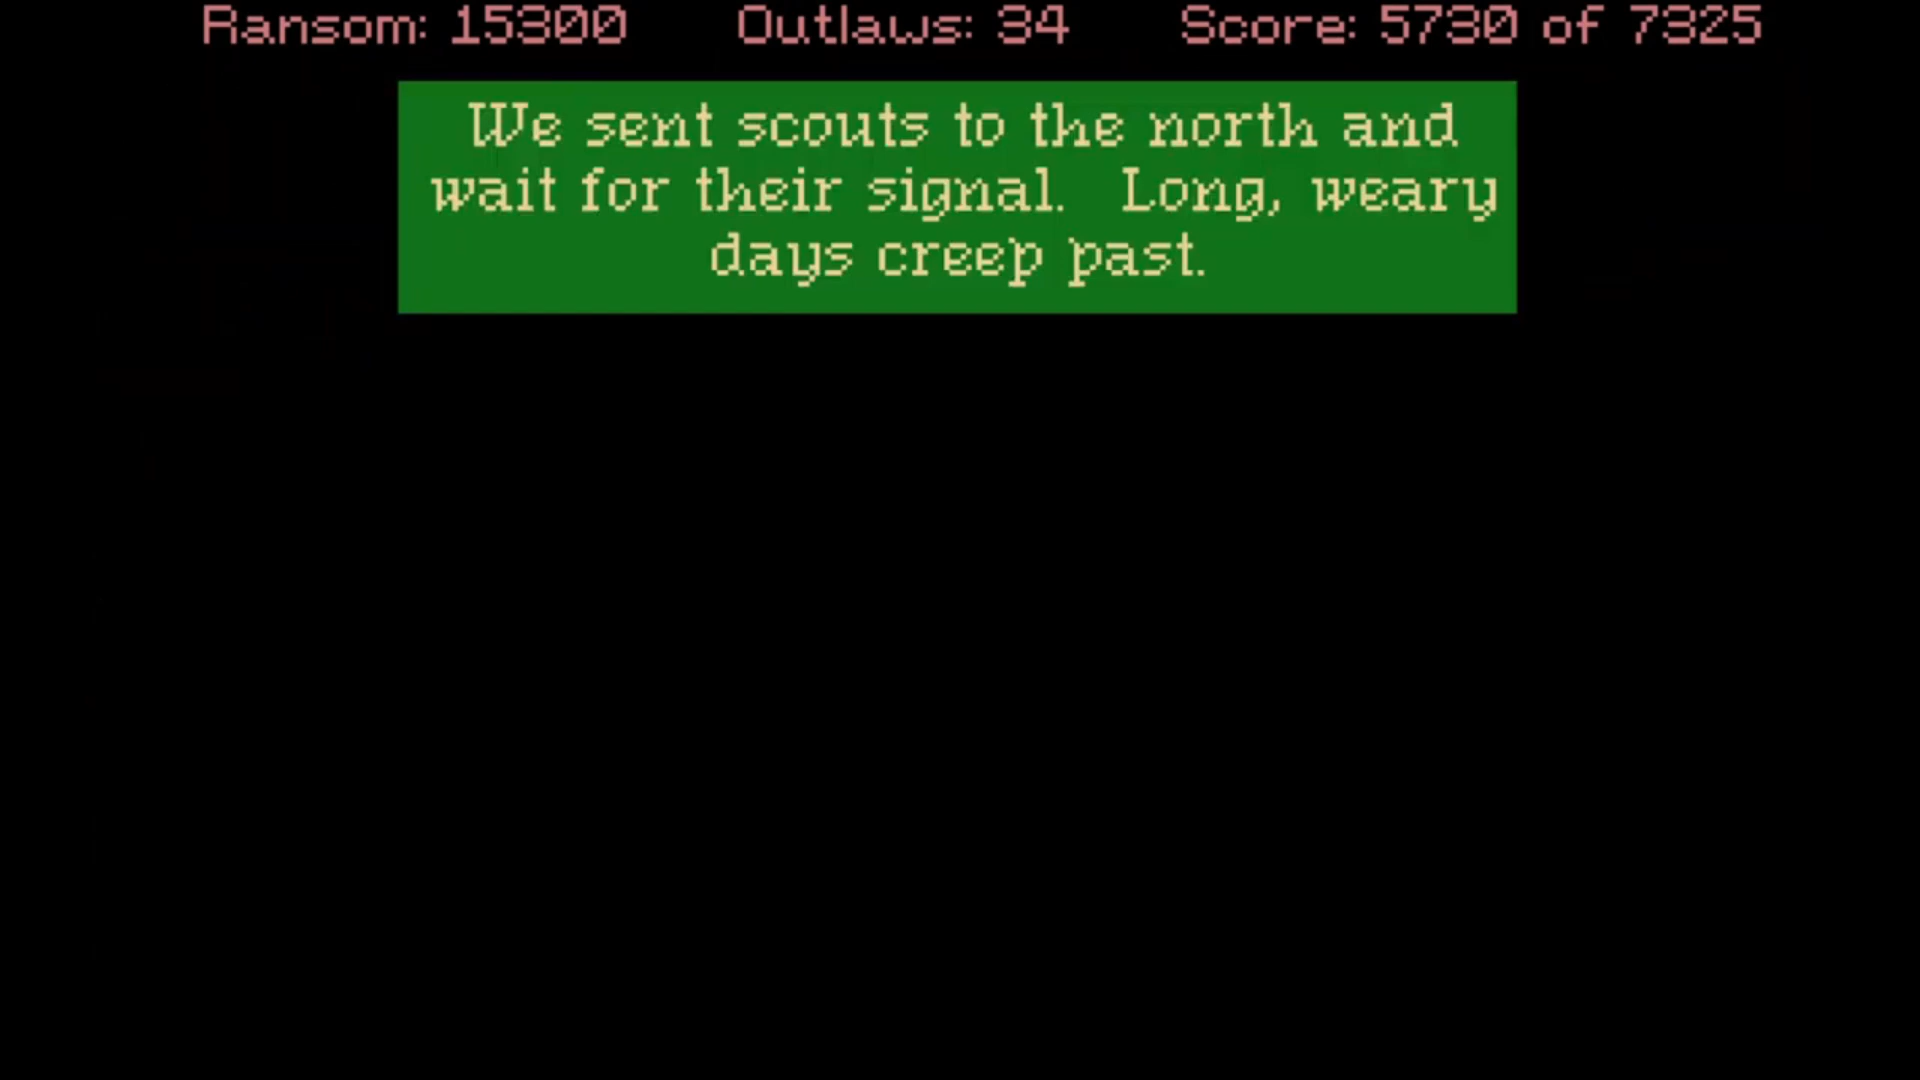 Ransom: 15300 Outlaws: 34 Score: 5730 of 7325
We sent scouts to the north and
wait for their signal. Long, weary
days creep past.